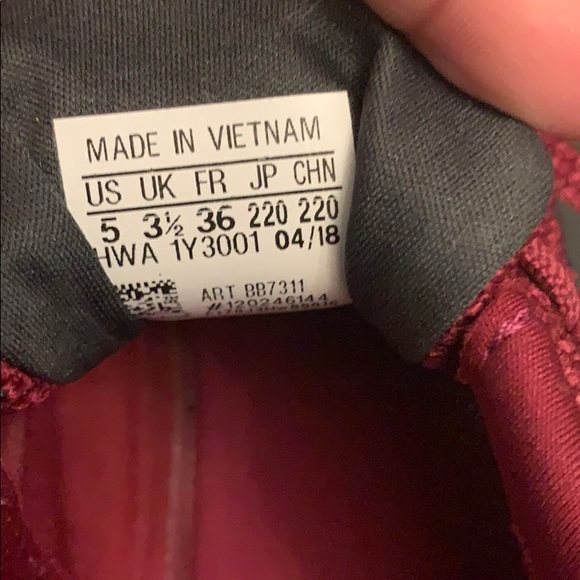 MADE IN VIETNAM
US UK FR JP CHN
5 3½ 36 220 220
HWA 1Y3001 04/18
ART BB7311
#120246144